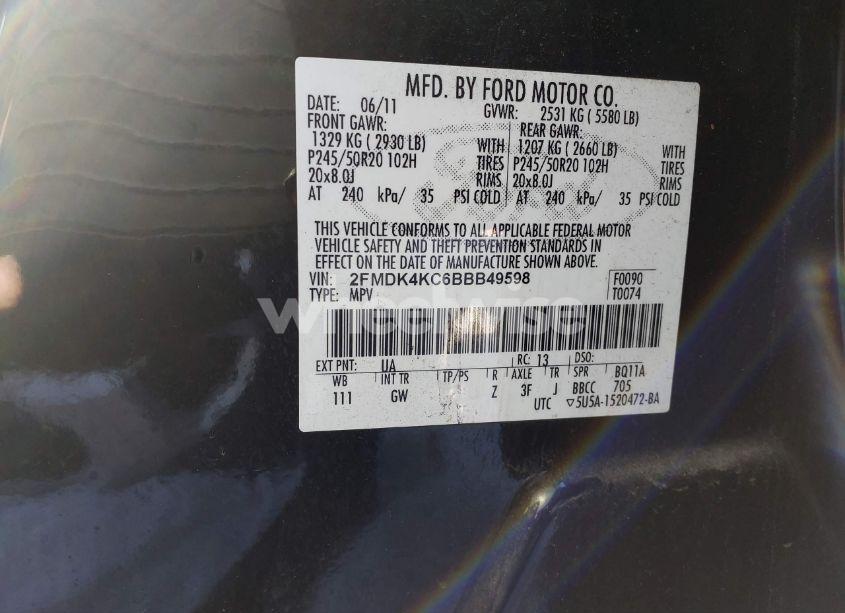 MFD. BY FORD MOTOR CO.
DATE: 06/11 GVWR: 2531 KG ( 5580 LB)
FRONT GAWR: REAR GAWR:
1329 KG ( 2930 LB) WITH 1207 KG ( 2660 LB) WITH
P245/50R20 102H TIRES P245/50R20 102H TIRES
20x8.0J RIMS 20x8.0J RIMS
AT 240 kPa/ 35 PSI COLD AT 240 kPa/ 35 PSI COLD
THIS VEHICLE CONFORMS TO ALL APPLICABLE FEDERAL MOTOR
VEHICLE SAFETY AND THEFT PREVENTION STANDARDS IN
EFFECT ON THE DATE OF MANUFACTURE SHOWN ABOVE.
VIN: 2FMDK4KC6BBB49598 F0090
TYPE: MPV T0074
wheelwise
EXT PNT: UA RC: 13 DSO:
WB INT TR TP/PS R AXLE TR SPR BQ11A
111 GW Z 3F J BBCC 705
UTC ▽5U5A-1520472-BA